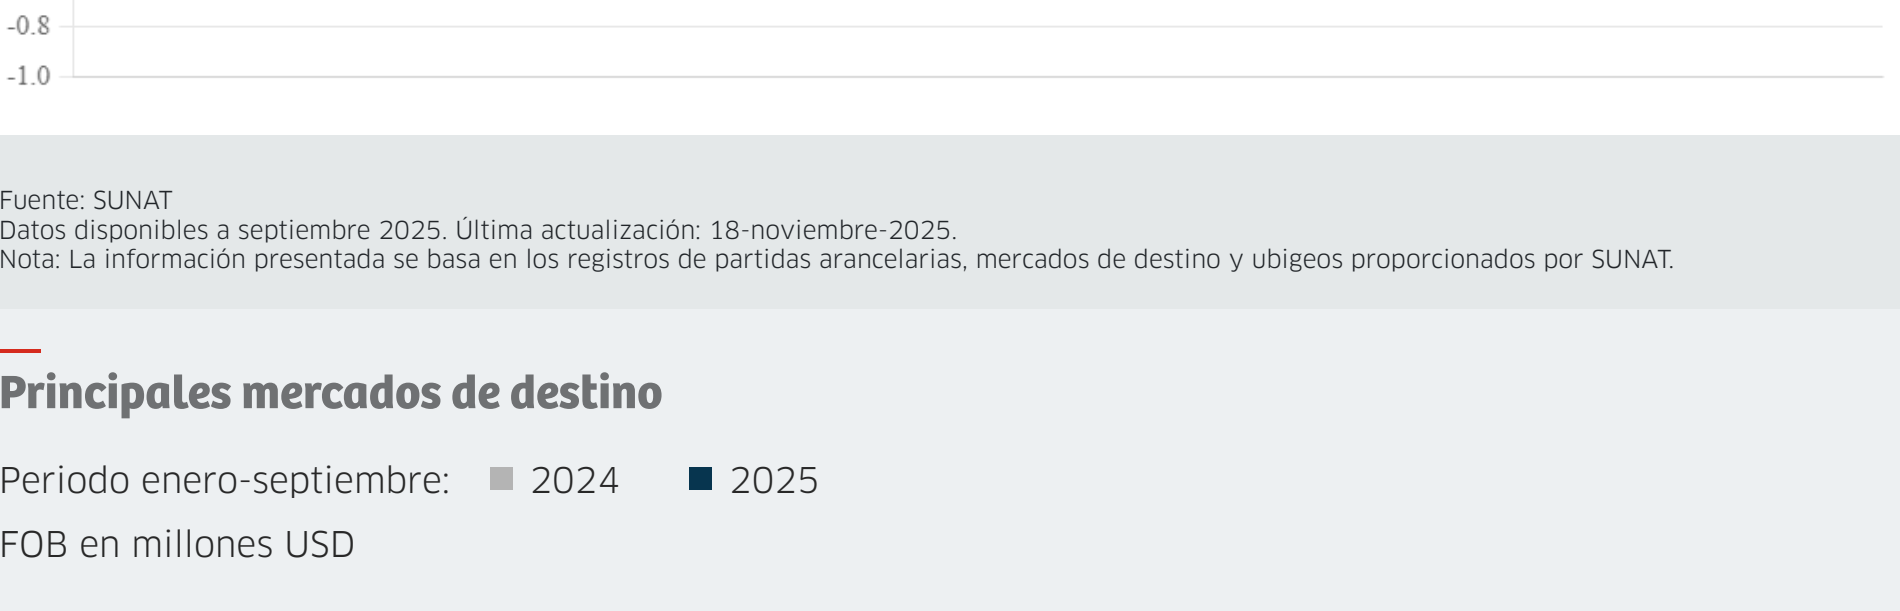 -0.8
-1.0
Fuente: SUNAT
Datos disponibles a septiembre 2025. Última actualización: 18-noviembre-2025.
Nota: La información presentada se basa en los registros de partidas arancelarias, mercados de destino y ubigeos proporcionados por SUNAT.
Principales mercados de destino
Periodo enero-septiembre: 2024 2025
FOB en millones USD